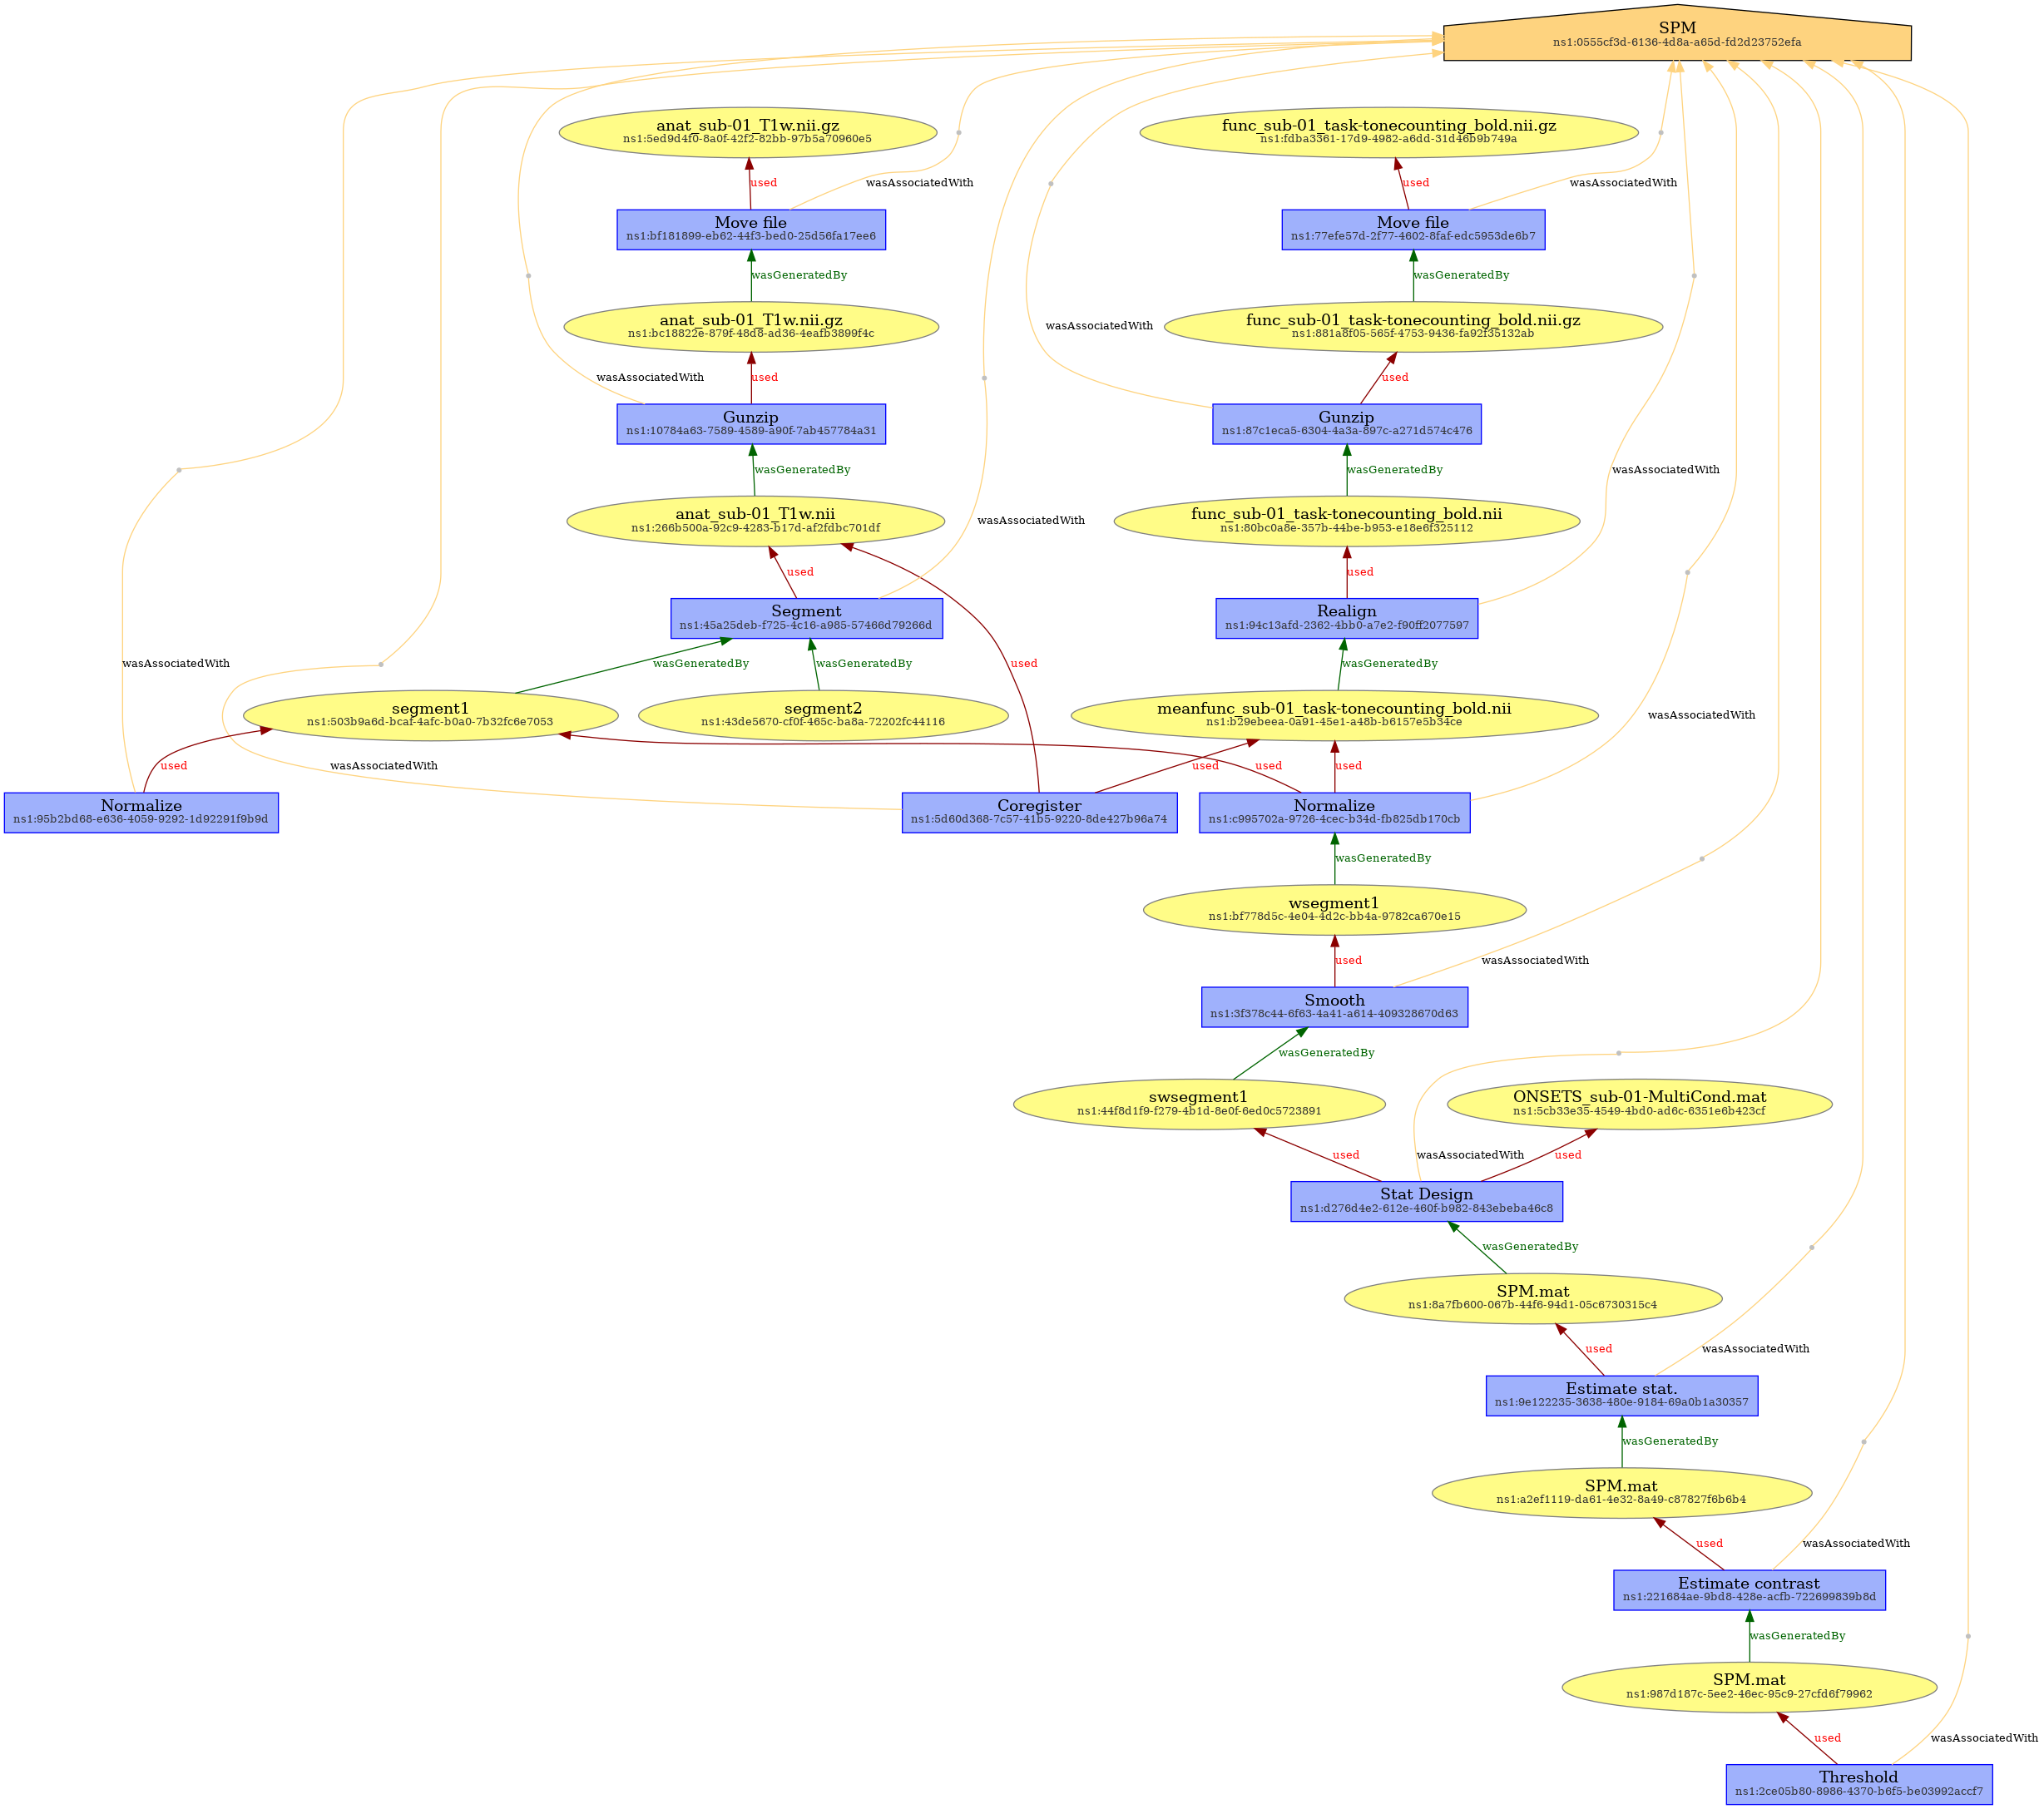 SPM
ns1:0555cf3d-6136-4d8a-a65d-fd2d23752efa
anat_sub-01_T1w.nii.gz
ns1:5ed9d4f0-8a0f-42f2-82bb-97b5a70960e5
func_sub-01_task-tonecounting_bold.nii.gz
ns1:fdba3361-17d9-4982-a6dd-31d46b9b749a
used
wasAssociatedWith
used
wasAssociatedWith
Move file
ns1:bf181899-eb62-44f3-bed0-25d56fa17ee6
Move file
ns1:77efe57d-2f77-4602-8faf-edc5953de6b7
wasGeneratedBy
wasGeneratedBy
anat_sub-01_T1w.nii.gz
ns1:bc18822e-879f-48d8-ad36-4eafb3899f4c
wasAssociatedWith
func_sub-01_task-tonecounting_bold.nii.gz
ns1:881a8f05-565f-4753-9436-fa92f35132ab
wasAssociatedWith
used
used
Gunzip
ns1:10784a63-7589-4589-a90f-7ab457784a31
Gunzip
ns1:87c1eca5-6304-4a3a-897c-a271d574c476
wasGeneratedBy
wasGeneratedBy
wasAssociatedWith
anat_sub-01_T1w.nii
ns1:266b500a-92c9-4283-b17d-af2fdbc701df
wasAssociatedWith
func_sub-01_task-tonecounting_bold.nii
ns1:80bc0a8e-357b-44be-b953-e18e6f325112
used
used
Segment
ns1:45a25deb-f725-4c16-a985-57466d79266d
Realign
ns1:94c13afd-2362-4bb0-a7e2-f90ff2077597
wasAssociatedWith
wasGeneratedBy
wasGeneratedBy
used
wasGeneratedBy
segment1
ns1:503b9a6d-bcaf-4afc-b0a0-7b32fc6e7053
segment2
ns1:43de5670-cf0f-465c-ba8a-72202fc44116
meanfunc_sub-01_task-tonecounting_bold.nii
ns1:b29ebeea-0a91-45e1-a48b-b6157e5b34ce
wasAssociatedWith
used
wasAssociatedWith
used
used
used
Normalize
ns1:95b2bd68-e636-4059-9292-1d92291f9b9d
Coregister
ns1:5d60d368-7c57-41b5-9220-8de427b96a74
Normalize
ns1:c995702a-9726-4cec-b34d-fb825db170cb
wasGeneratedBy
wsegment1
ns1:bf778d5c-4e04-4d2c-bb4a-9782ca670e15
used
wasAssociatedWith
Smooth
ns1:3f378c44-6f63-4a41-a614-409328670d63
wasGeneratedBy
swsegment1
ns1:44f8d1f9-f279-4b1d-8e0f-6ed0c5723891
ONSETS_sub-01-MultiCond.mat
ns1:5cb33e35-4549-4bd0-ad6c-6351e6b423cf
used
wasAssociatedWith
used
Stat Design
ns1:d276d4e2-612e-460f-b982-843ebeba46c8
wasGeneratedBy
SPM.mat
ns1:8a7fb600-067b-44f6-94d1-05c6730315c4
used
wasAssociatedWith
Estimate stat.
ns1:9e122235-3638-480e-9184-69a0b1a30357
wasGeneratedBy
SPM.mat
ns1:a2ef1119-da61-4e32-8a49-c87827f6b6b4
used
wasAssociatedWith
Estimate contrast
ns1:221684ae-9bd8-428e-acfb-722699839b8d
wasGeneratedBy
SPM.mat
ns1:987d187c-5ee2-46ec-95c9-27cfd6f79962
used
wasAssociatedWith
Threshold
ns1:2ce05b80-8986-4370-b6f5-be03992accf7